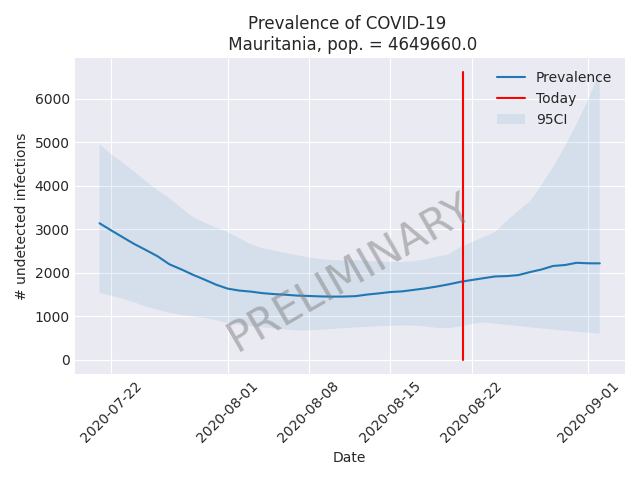 Prevalence of COVID-19
Mauritania, pop. = 4649660.0
Prevalence
Today
95CI
# undetected infections
6000
5000
4000
3000
2000
1000
0
PRELIMINARY
2020-07-22
2020-08-01
2020-08-08
2020-08-15
2020-08-22
2020-09-01
Date